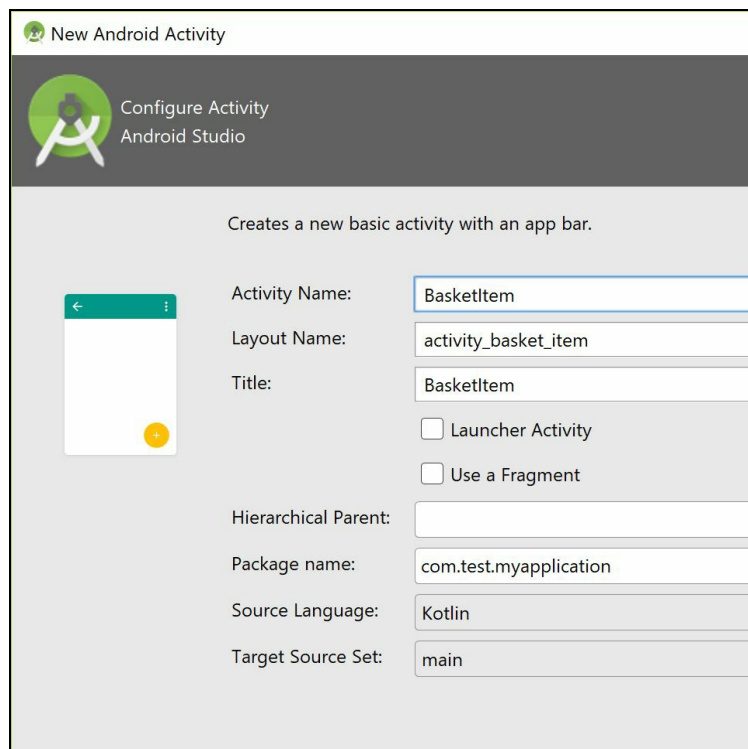 New Android Activity
Configure Activity
Android Studio
Creates a new basic activity with an app bar.
Activity Name: BasketItem
Layout Name: activity_basket_item
Title: BasketItem
Launcher Activity
Use a Fragment
Hierarchical Parent:
Package name: com.test.myapplication
Source Language: Kotlin
Target Source Set: main